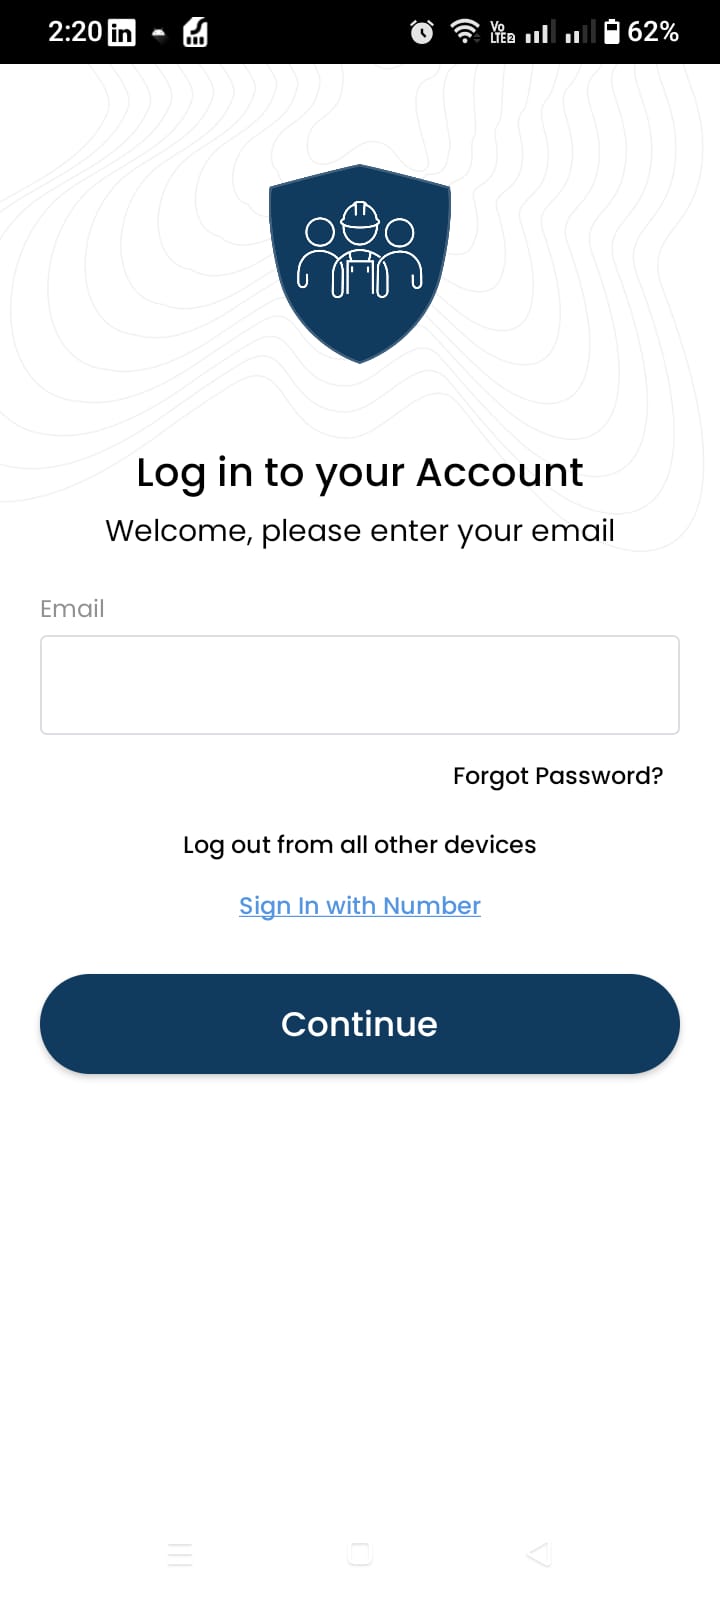 2:20 in Vo LTE2 62%
Log in to your Account
Welcome, please enter your email
Email
Forgot Password?
Log out from all other devices
Sign In with Number
Continue